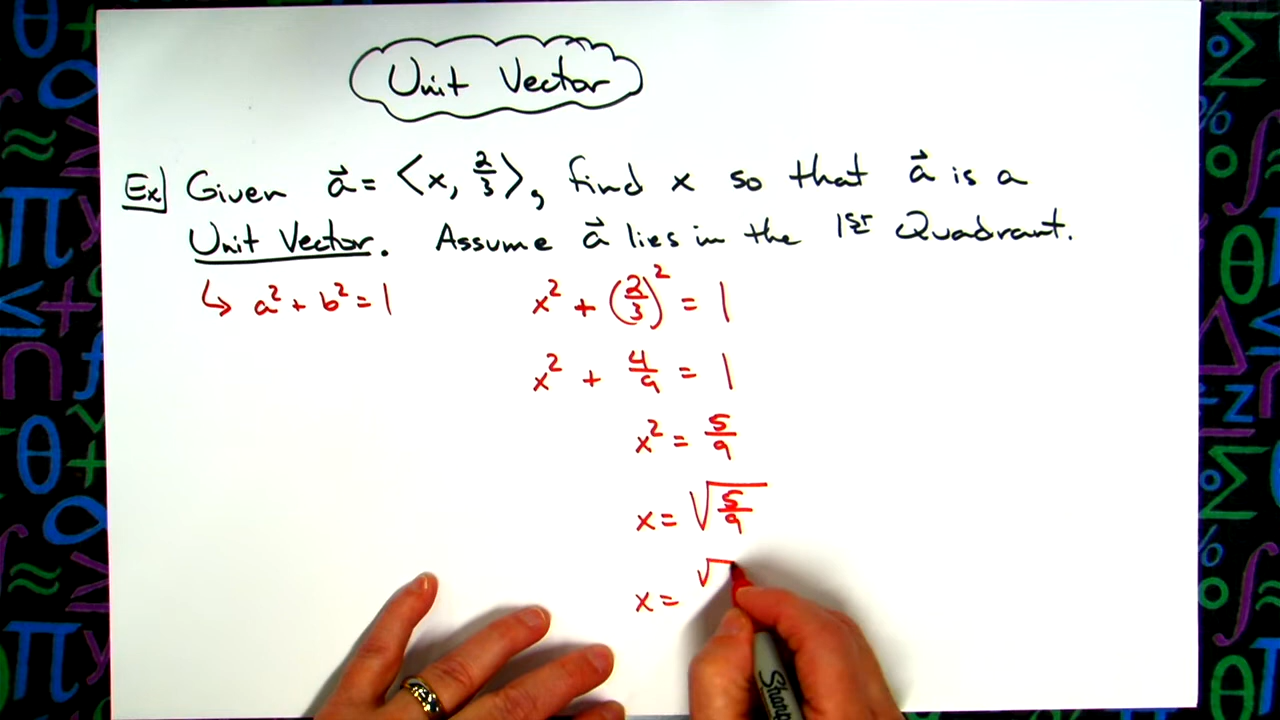 Unit Vector
Ex] Given a⃗ = ⟨x, 2/3⟩, find x so that a⃗ is a
Unit Vector. Assume a⃗ lies in the 1st Quadrant.
↳ a² + b² = 1
x² + (2/3)² = 1
x² + 4/9 = 1
x² = 5/9
x = √(5/9)
x = √
Sharp